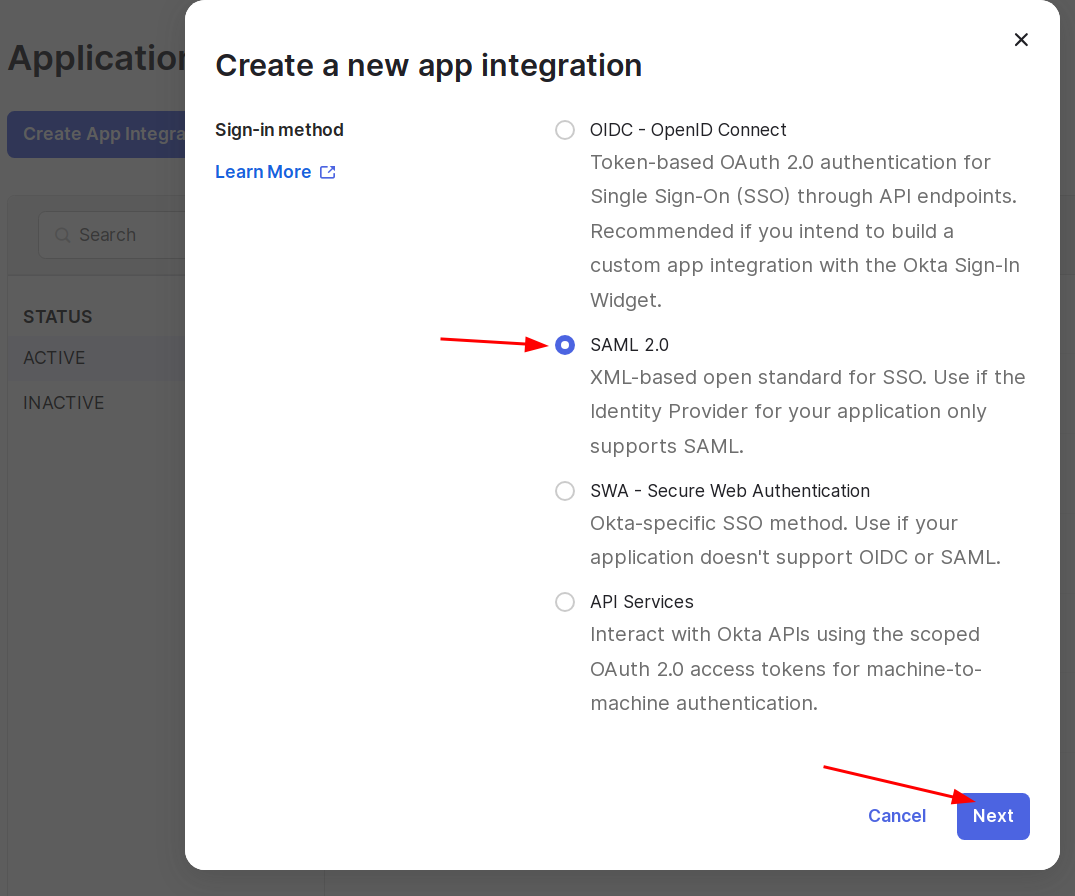 Application
Create App Integra
Search
STATUS
ACTIVE
INACTIVE
Create a new app integration
Sign-in method
Learn More
OIDC - OpenID Connect
Token-based OAuth 2.0 authentication for
Single Sign-On (SSO) through API endpoints.
Recommended if you intend to build a
custom app integration with the Okta Sign-In
Widget.
SAML 2.0
XML-based open standard for SSO. Use if the
Identity Provider for your application only
supports SAML.
SWA - Secure Web Authentication
Okta-specific SSO method. Use if your
application doesn't support OIDC or SAML.
API Services
Interact with Okta APIs using the scoped
OAuth 2.0 access tokens for machine-to-
machine authentication.
Cancel
Next